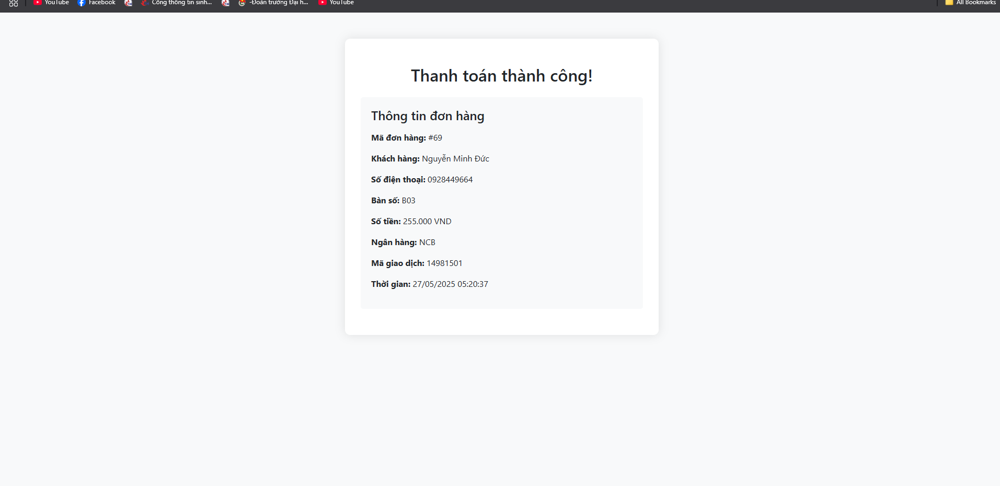 YouTube
Facebook
Cổng thông tin sinh...
-Đoàn trường Đại h...
YouTube
All Bookmarks
Thanh toán thành công!
Thông tin đơn hàng
Mã đơn hàng: #69
Khách hàng: Nguyễn Minh Đức
Số điện thoại: 0928449664
Bàn số: B03
Số tiền: 255.000 VND
Ngân hàng: NCB
Mã giao dịch: 14981501
Thời gian: 27/05/2025 05:20:37